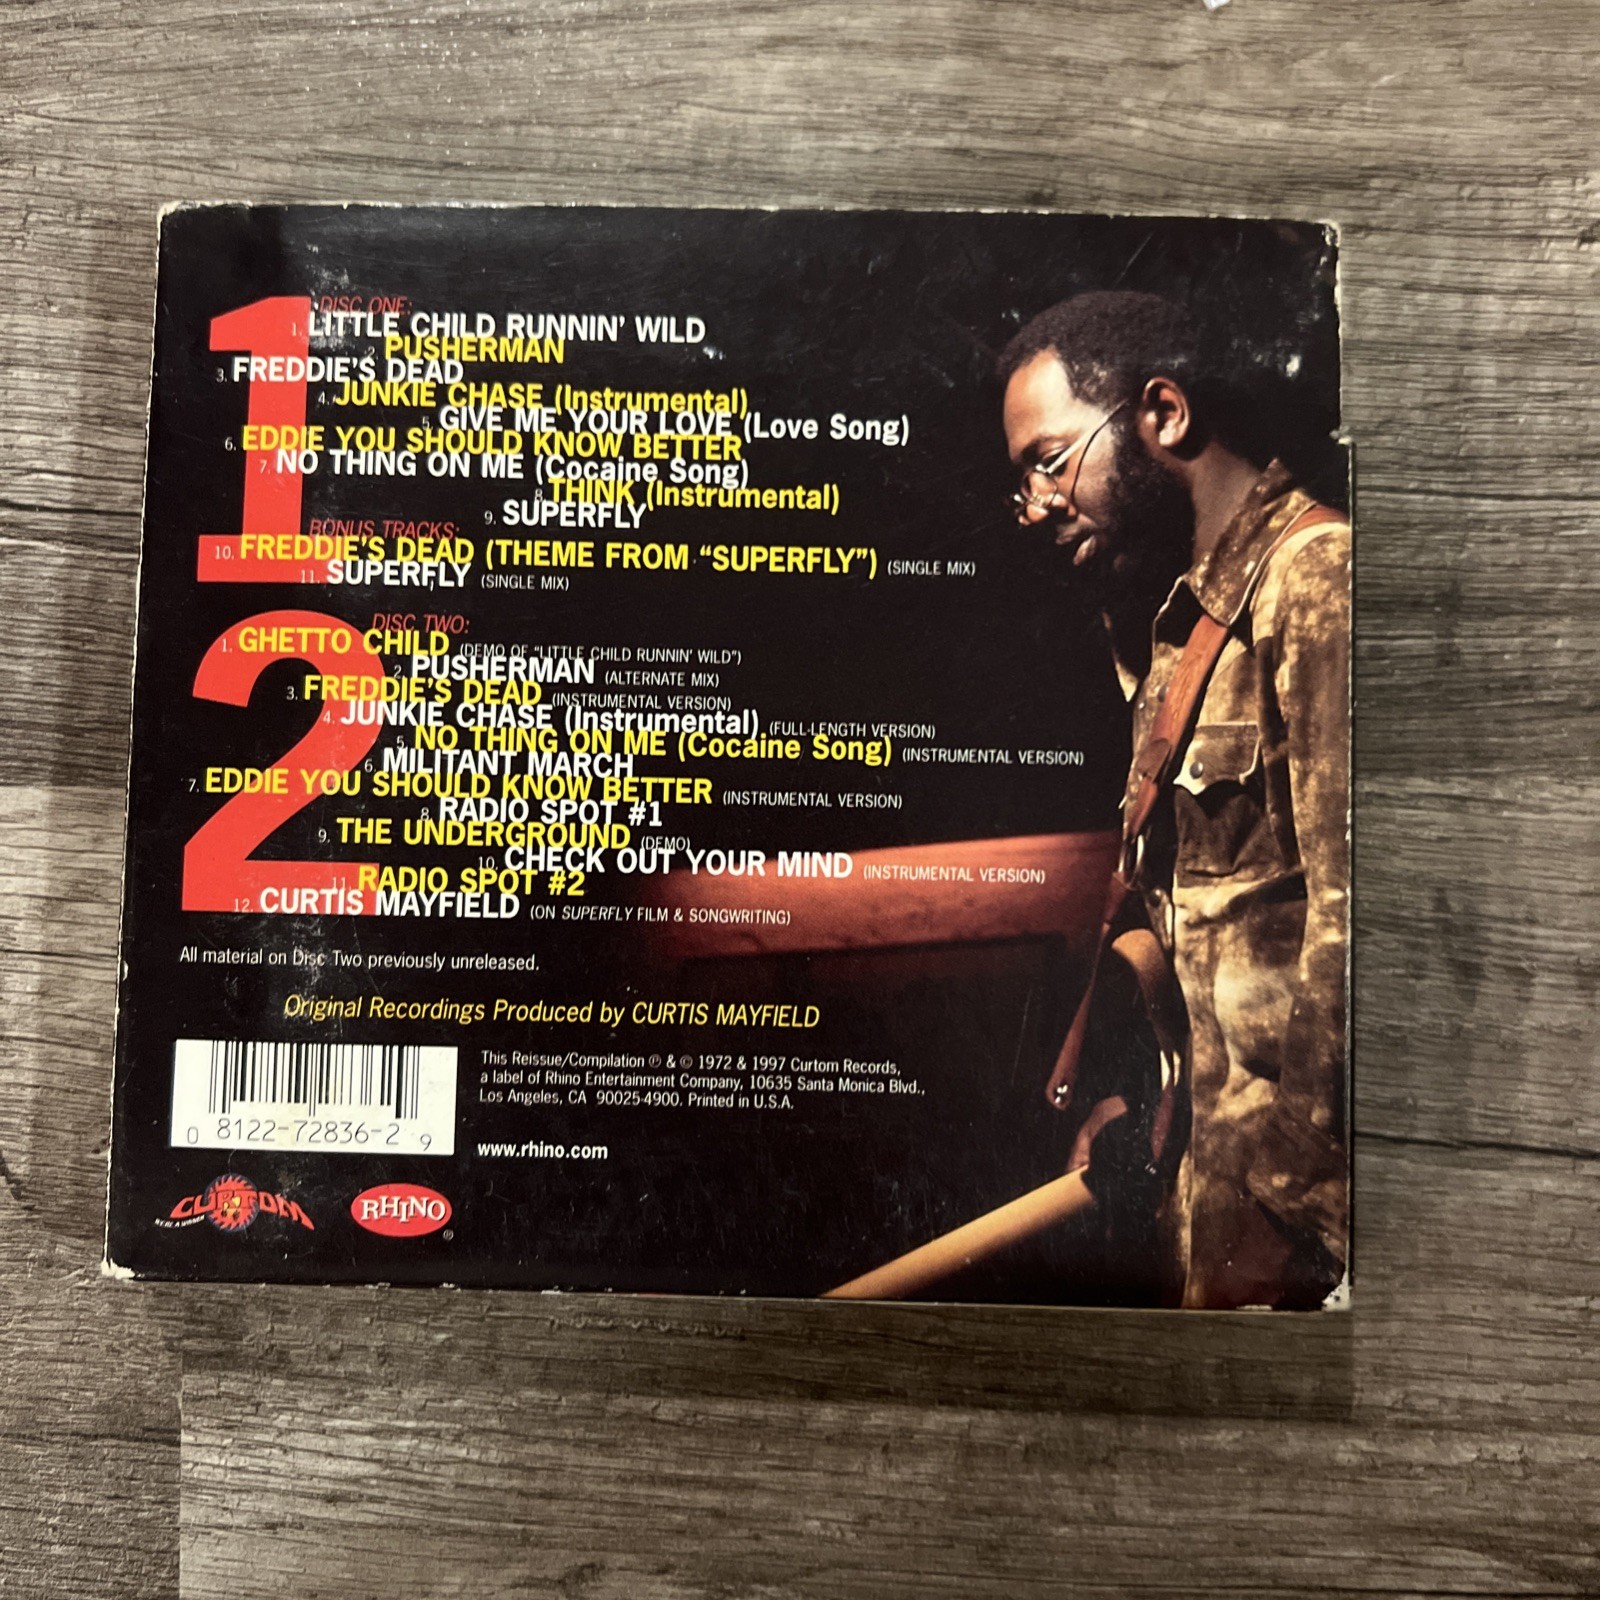 DISC ONE:
1. LITTLE CHILD RUNNIN' WILD
2. PUSHERMAN
3. FREDDIE'S DEAD
4. JUNKIE CHASE (Instrumental)
5. GIVE ME YOUR LOVE (Love Song)
6. EDDIE YOU SHOULD KNOW BETTER
7. NO THING ON ME (Cocaine Song)
8. THINK (Instrumental)
9. SUPERFLY
BONUS TRACKS:
10. FREDDIE'S DEAD (THEME FROM "SUPERFLY") (SINGLE MIX)
11. SUPERFLY (SINGLE MIX)
1
DISC TWO:
1. GHETTO CHILD (DEMO OF "LITTLE CHILD RUNNIN' WILD")
2. PUSHERMAN (ALTERNATE MIX)
3. FREDDIE'S DEAD (INSTRUMENTAL VERSION)
4. JUNKIE CHASE (Instrumental) (FULL-LENGTH VERSION)
5. NO THING ON ME (Cocaine Song) (INSTRUMENTAL VERSION)
6. MILITANT MARCH
7. EDDIE YOU SHOULD KNOW BETTER (INSTRUMENTAL VERSION)
8. RADIO SPOT #1
9. THE UNDERGROUND (DEMO)
10. CHECK OUT YOUR MIND (INSTRUMENTAL VERSION)
11. RADIO SPOT #2
12. CURTIS MAYFIELD (ON SUPERFLY FILM & SONGWRITING)
2
All material on Disc Two previously unreleased.
Original Recordings Produced by CURTIS MAYFIELD
This Reissue/Compilation ℗ & © 1972 & 1997 Curtom Records,
a label of Rhino Entertainment Company, 10635 Santa Monica Blvd.,
Los Angeles, CA 90025-4900. Printed in U.S.A.
0 8122-72836-2 9
www.rhino.com
CURTOM
WE'RE A WINNER
RHINO
®